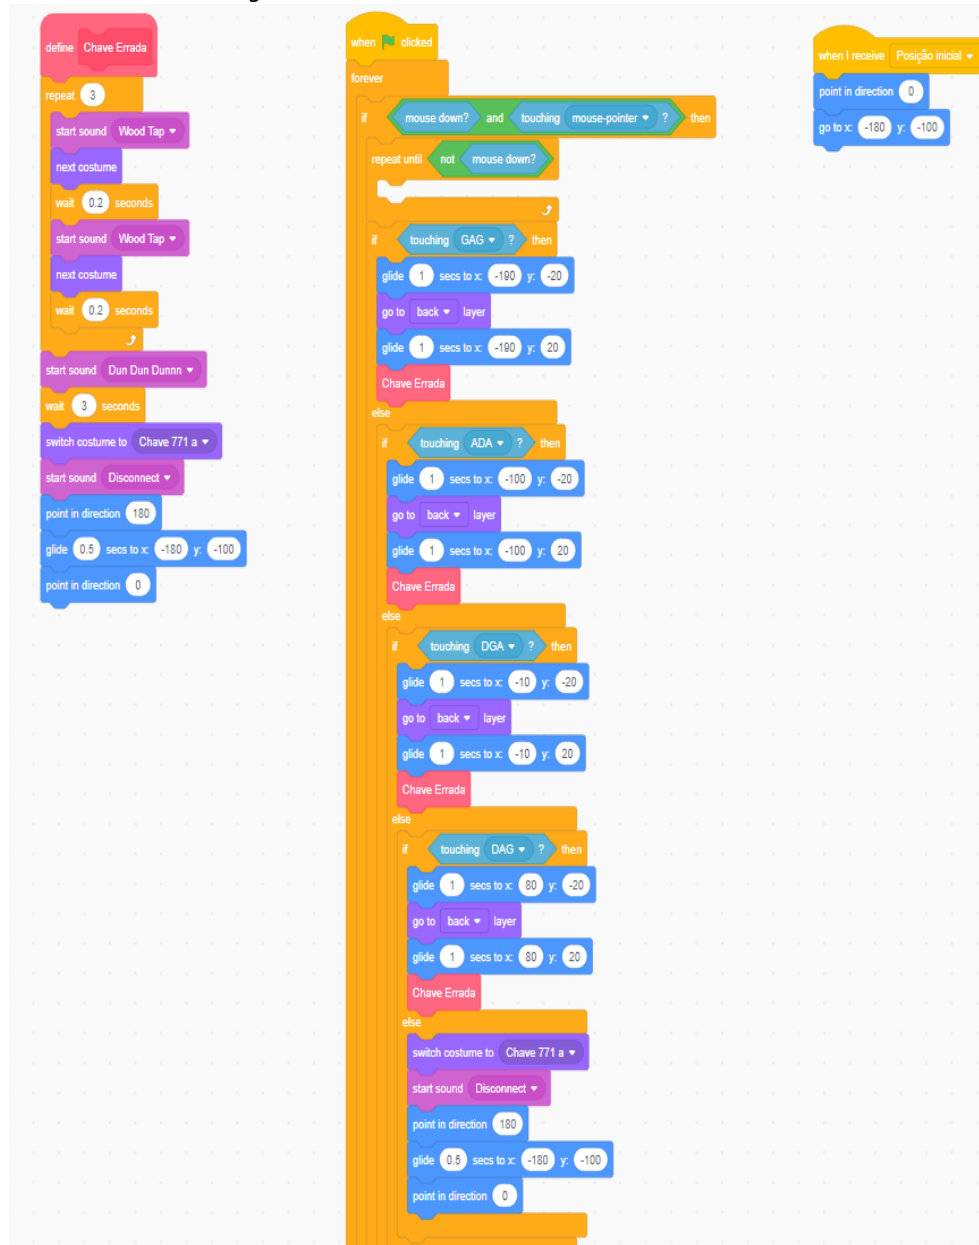 define Chave Errada
repeat 3
start sound Wood Tap
next costume
wait 0.2 seconds
start sound Wood Tap
next costume
wait 0.2 seconds
start sound Dun Dun Dunnn
wait 3 seconds
switch costume to Chave 771 a
start sound Disconnect
point in direction 180
glide 0.5 secs to x: -180 y: -100
point in direction 0
when clicked
forever
if mouse down? and touching mouse-pointer ? then
repeat until not mouse down?
if touching GAG ? then
glide 1 secs to x: -190 y: -20
go to back layer
glide 1 secs to x: -190 y: 20
Chave Errada
else
if touching ADA ? then
glide 1 secs to x: -100 y: -20
go to back layer
glide 1 secs to x: -100 y: 20
Chave Errada
else
if touching DGA ? then
glide 1 secs to x: -10 y: -20
go to back layer
glide 1 secs to x: -10 y: 20
Chave Errada
else
if touching DAG ? then
glide 1 secs to x: 80 y: -20
go to back layer
glide 1 secs to x: 80 y: 20
Chave Errada
else
switch costume to Chave 771 a
start sound Disconnect
point in direction 180
glide 0.5 secs to x: -180 y: -100
point in direction 0
when I receive Posição inicial
point in direction 0
go to x: -180 y: -100